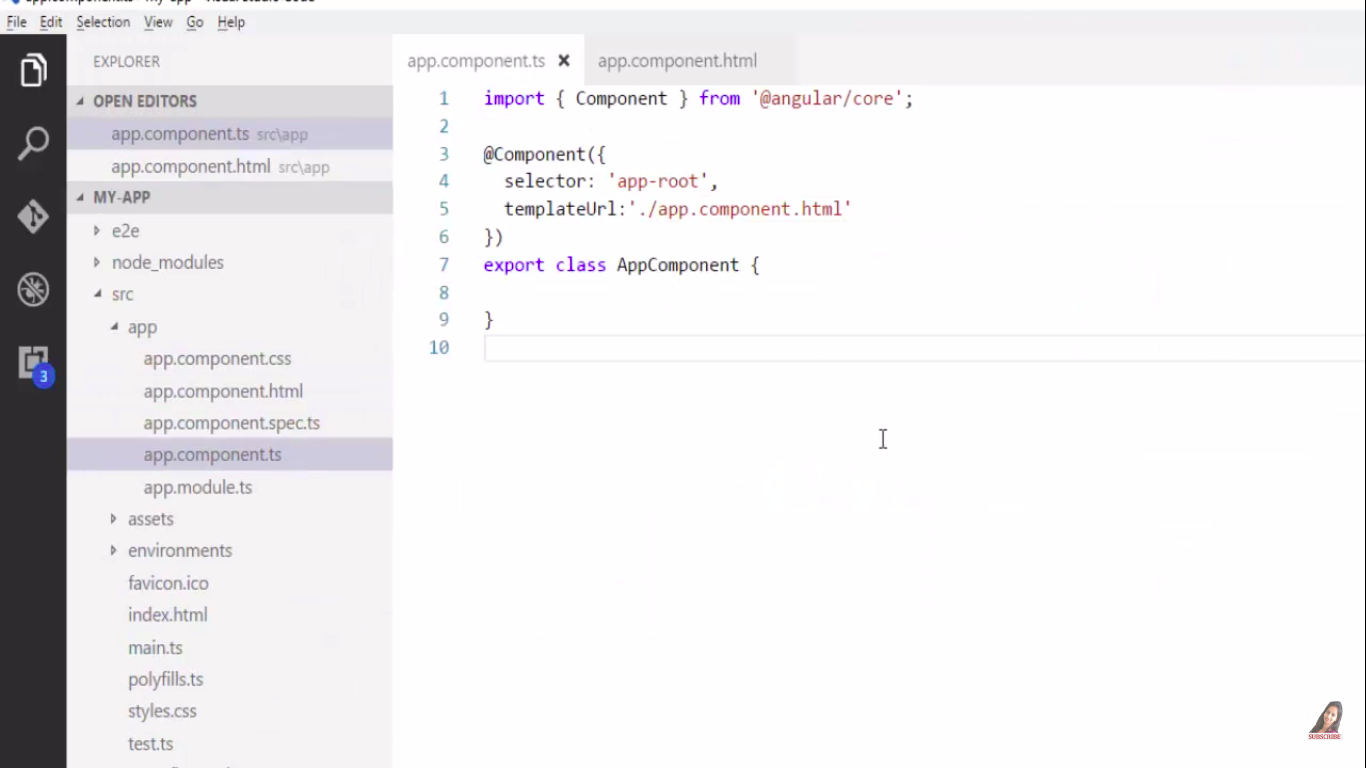 File Edit Selection View Go Help
EXPLORER
OPEN EDITORS
app.component.ts src\app
app.component.html src\app
MY-APP
e2e
node_modules
src
app
app.component.css
app.component.html
app.component.spec.ts
app.component.ts
app.module.ts
assets
environments
favicon.ico
index.html
main.ts
polyfills.ts
styles.css
test.ts
3
app.component.ts app.component.html
1 import { Component } from '@angular/core';
2
3 @Component({
4 selector: 'app-root',
5 templateUrl:'./app.component.html'
6 })
7 export class AppComponent {
8
9 }
10
SUBSCRIBE